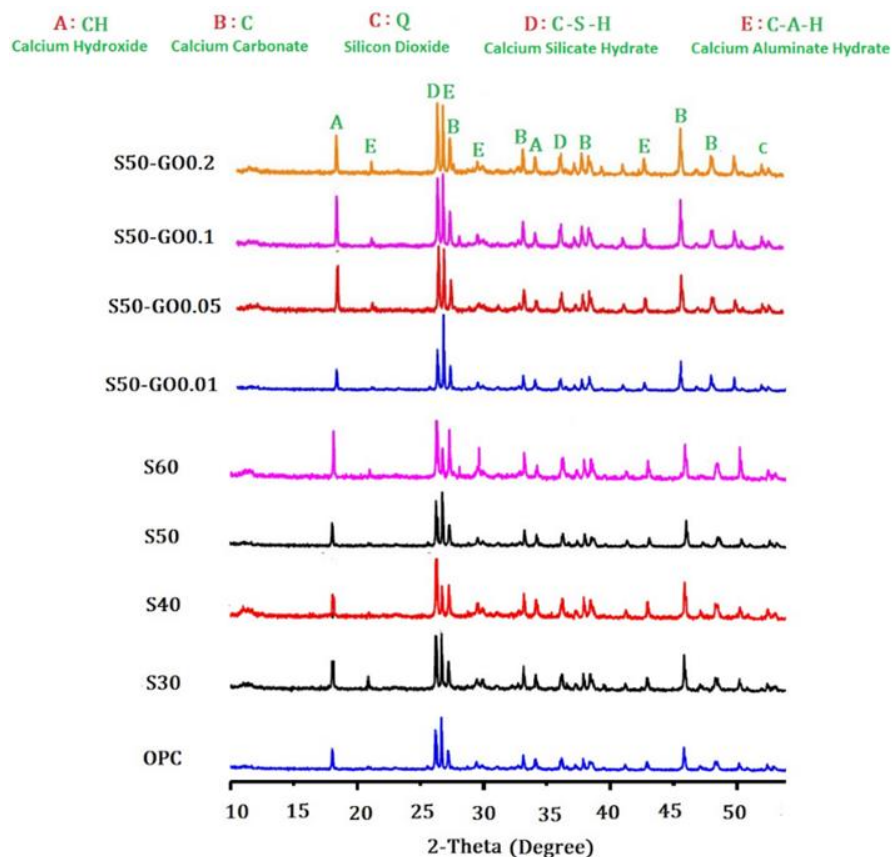 A: CH B: C C: Q D: C-S-H E: C-A-H
Calcium Hydroxide Calcium Carbonate Silicon Dioxide Calcium Silicate Hydrate Calcium Aluminate Hydrate
D E
A B B
E E B A D B E B c
S50-GO0.2
S50-GO0.1
S50-GO0.05
S50-GO0.01
S60
S50
S40
S30
OPC
10 15 20 25 30 35 40 45 50
2-Theta (Degree)